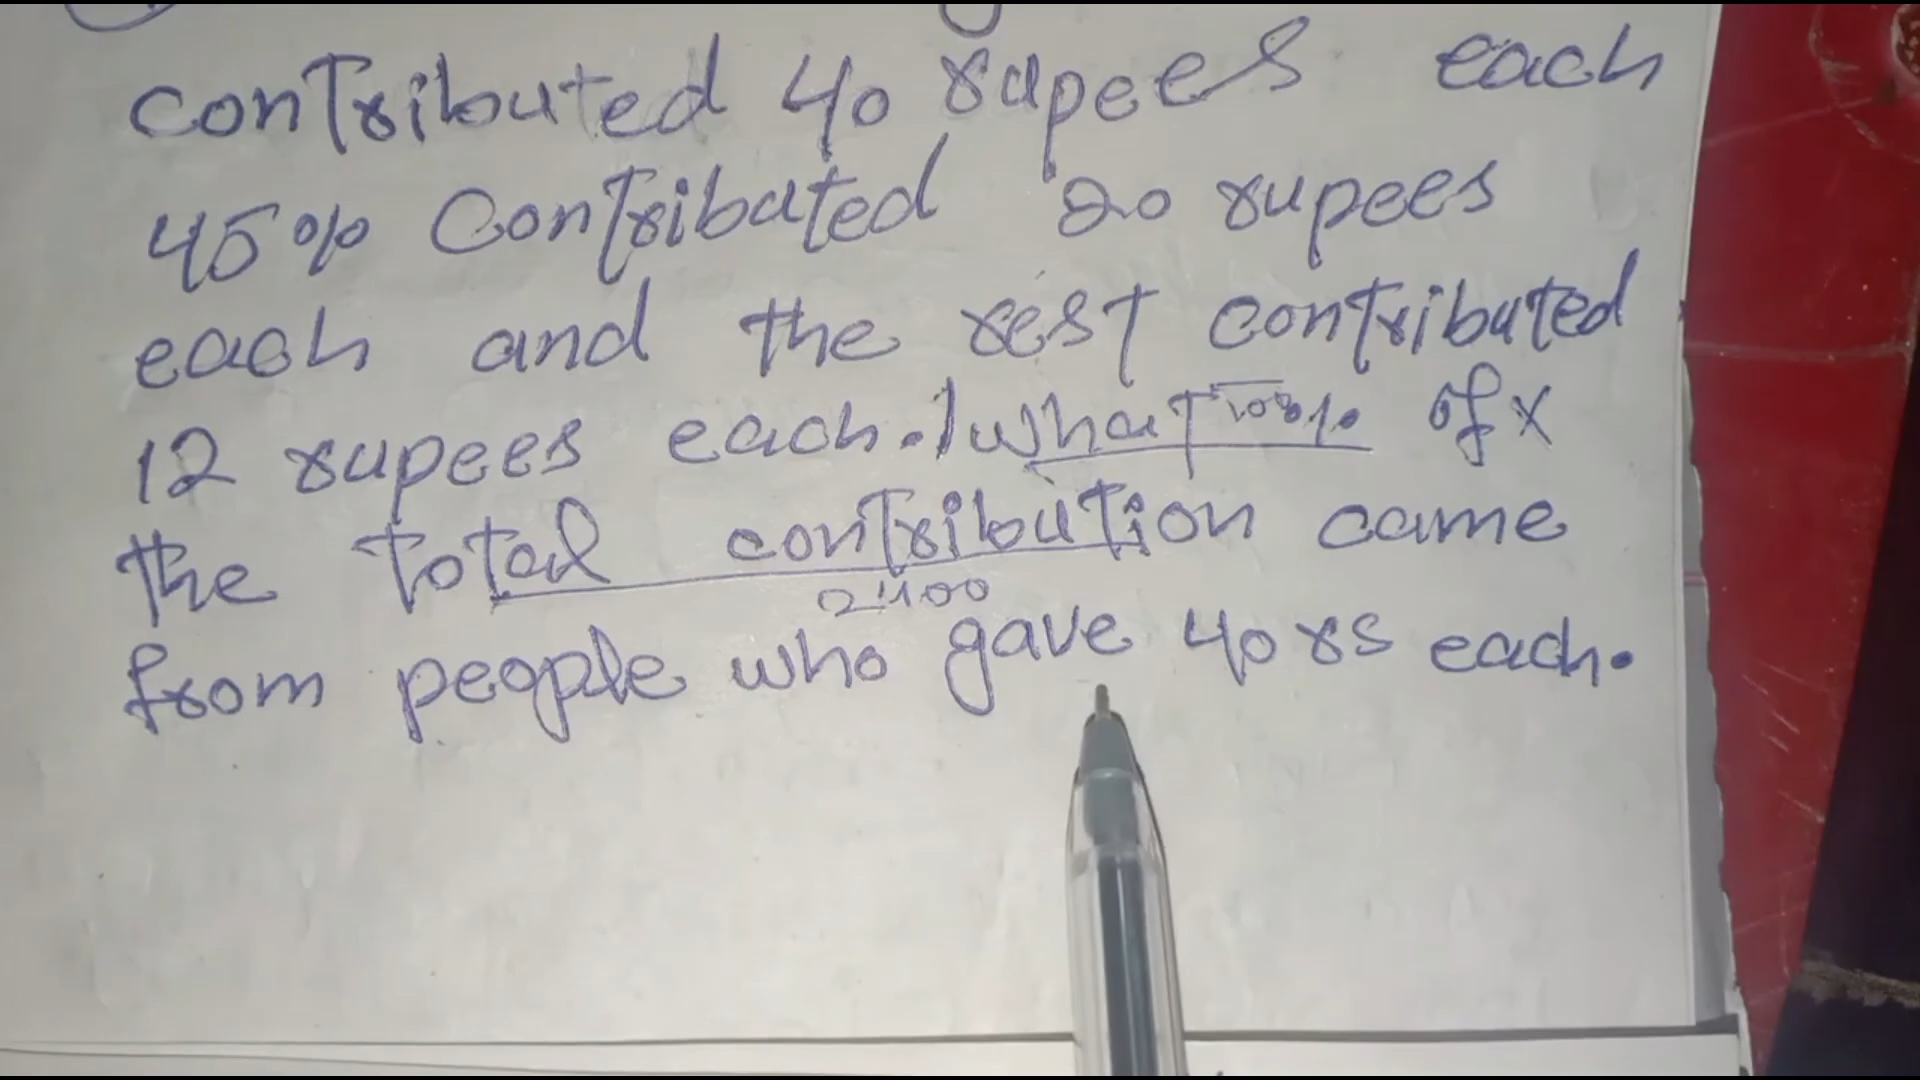 contributed 40 rupees each
45% Contributed 20 rupees
each and the rest contributed
12 rupees each. what 100% of x
the total contribution came
2400
from people who gave 40 rs each.